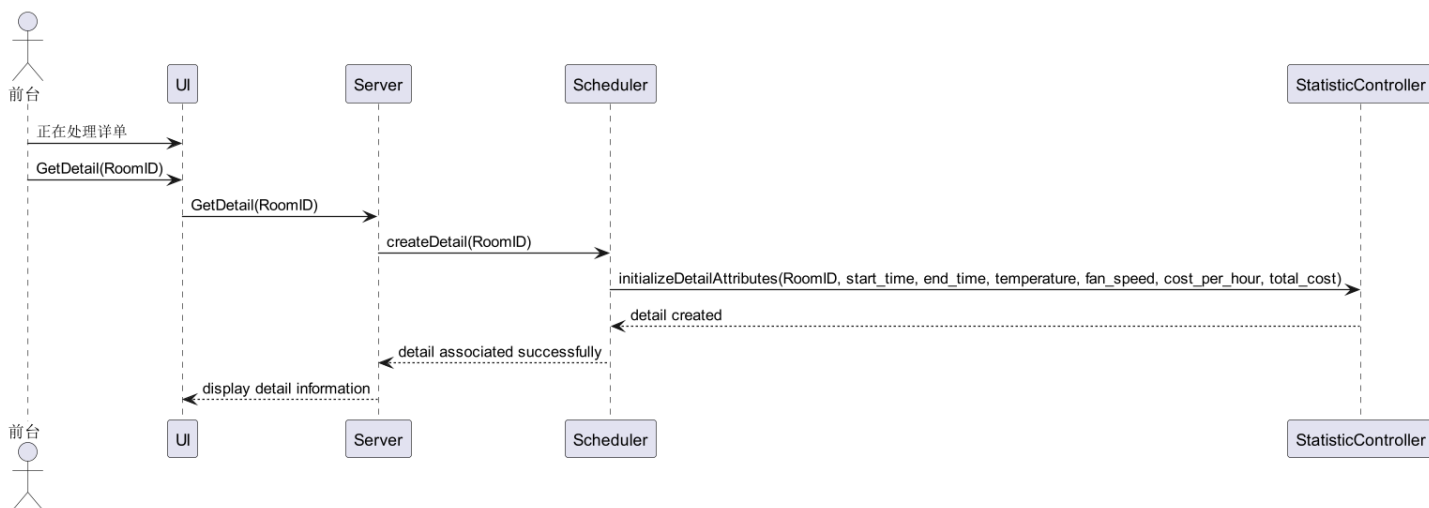 前台
UI
Server
Scheduler
StatisticController
正在处理详单
GetDetail(RoomID)
GetDetail(RoomID)
createDetail(RoomID)
initializeDetailAttributes(RoomID, start_time, end_time, temperature, fan_speed, cost_per_hour, total_cost)
detail created
detail associated successfully
display detail information
前台
UI
Server
Scheduler
StatisticController